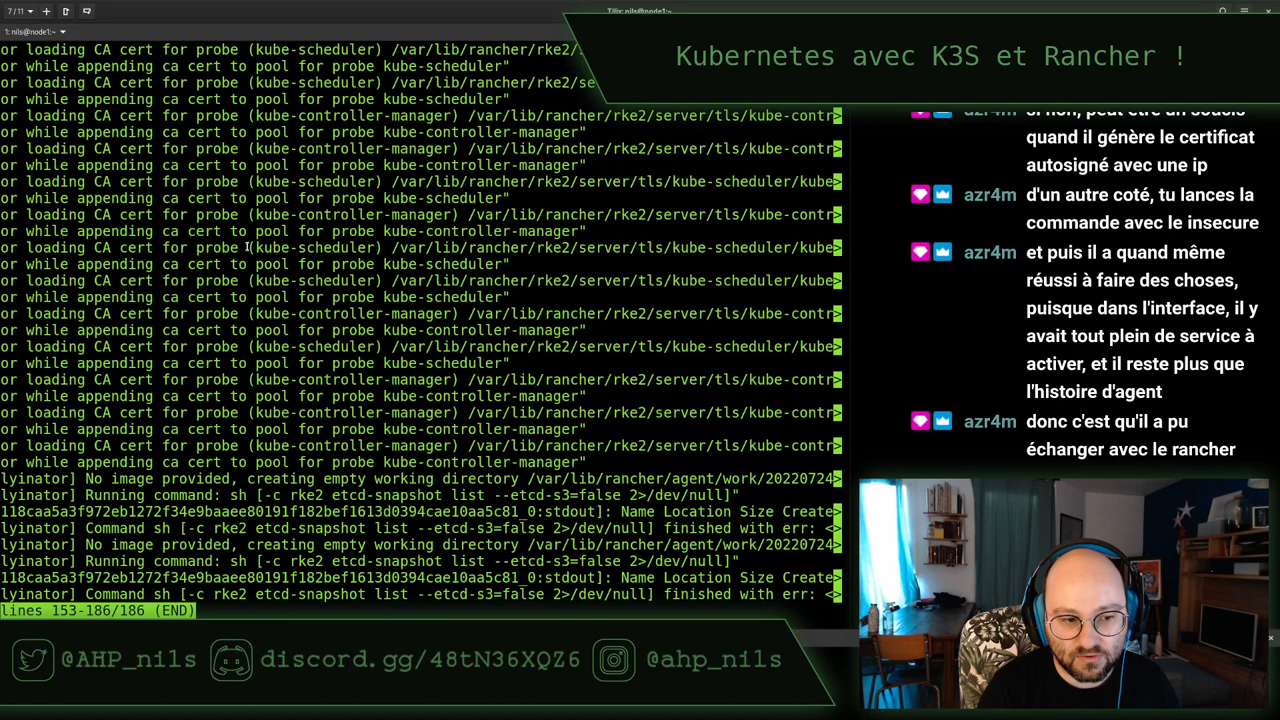 7 / 11
Tilix: nils@node1:~
1: nils@node1:~
Kubernetes avec K3S et Rancher !
or loading CA cert for probe (kube-scheduler) /var/lib/rancher/rke2/
or while appending ca cert to pool for probe kube-scheduler"
or loading CA cert for probe (kube-scheduler) /var/lib/rancher/rke2/se
or while appending ca cert to pool for probe kube-scheduler"
or loading CA cert for probe (kube-controller-manager) /var/lib/rancher/rke2/server/tls/kube-contr>
or while appending ca cert to pool for probe kube-controller-manager"
or loading CA cert for probe (kube-controller-manager) /var/lib/rancher/rke2/server/tls/kube-contr>
or while appending ca cert to pool for probe kube-controller-manager"
or loading CA cert for probe (kube-scheduler) /var/lib/rancher/rke2/server/tls/kube-scheduler/kube>
or while appending ca cert to pool for probe kube-scheduler"
or loading CA cert for probe (kube-controller-manager) /var/lib/rancher/rke2/server/tls/kube-contr>
or while appending ca cert to pool for probe kube-controller-manager"
or loading CA cert for probe (kube-scheduler) /var/lib/rancher/rke2/server/tls/kube-scheduler/kube>
or while appending ca cert to pool for probe kube-scheduler"
or loading CA cert for probe (kube-scheduler) /var/lib/rancher/rke2/server/tls/kube-scheduler/kube>
or while appending ca cert to pool for probe kube-scheduler"
or loading CA cert for probe (kube-controller-manager) /var/lib/rancher/rke2/server/tls/kube-contr>
or while appending ca cert to pool for probe kube-controller-manager"
or loading CA cert for probe (kube-scheduler) /var/lib/rancher/rke2/server/tls/kube-scheduler/kube>
or while appending ca cert to pool for probe kube-scheduler"
or loading CA cert for probe (kube-controller-manager) /var/lib/rancher/rke2/server/tls/kube-contr>
or while appending ca cert to pool for probe kube-controller-manager"
or loading CA cert for probe (kube-controller-manager) /var/lib/rancher/rke2/server/tls/kube-contr>
or while appending ca cert to pool for probe kube-controller-manager"
or loading CA cert for probe (kube-controller-manager) /var/lib/rancher/rke2/server/tls/kube-contr>
or while appending ca cert to pool for probe kube-controller-manager"
lyinator] No image provided, creating empty working directory /var/lib/rancher/agent/work/20220724>
lyinator] Running command: sh [-c rke2 etcd-snapshot list --etcd-s3=false 2>/dev/null]"
118caa5a3f972eb1272f34e9baaee80191f182bef1613d0394cae10aa5c81_0:stdout]: Name Location Size Create>
lyinator] Command sh [-c rke2 etcd-snapshot list --etcd-s3=false 2>/dev/null] finished with err: <>
lyinator] No image provided, creating empty working directory /var/lib/rancher/agent/work/20220724>
lyinator] Running command: sh [-c rke2 etcd-snapshot list --etcd-s3=false 2>/dev/null]"
118caa5a3f972eb1272f34e9baaee80191f182bef1613d0394cae10aa5c81_0:stdout]: Name Location Size Create>
lyinator] Command sh [-c rke2 etcd-snapshot list --etcd-s3=false 2>/dev/null] finished with err: <>
lines 153-186/186 (END)
azr4m si non, peut être un soucis
quand il génère le certificat
autosigné avec une ip
azr4m d'un autre coté, tu lances la
commande avec le insecure
azr4m et puis il a quand même
réussi à faire des choses,
puisque dans l'interface, il y
avait tout plein de service à
activer, et il reste plus que
l'histoire d'agent
azr4m donc c'est qu'il a pu
échanger avec le rancher
@AHP_nils
discord.gg/48tN36XQZ6
@ahp_nils